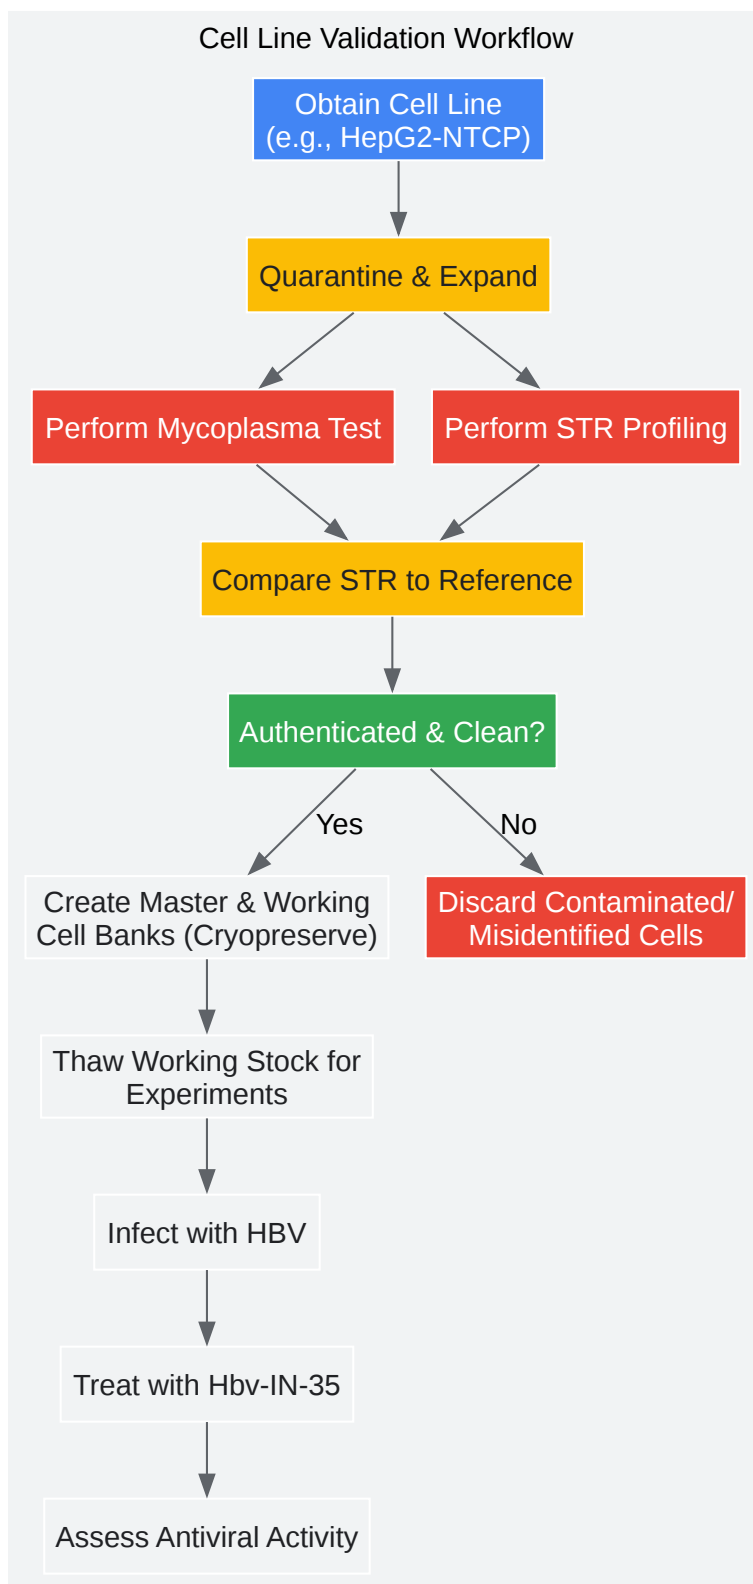 Cell Line Validation Workflow
Obtain Cell Line
(e.g., HepG2-NTCP)
Quarantine & Expand
Perform Mycoplasma Test
Perform STR Profiling
Compare STR to Reference
Authenticated & Clean?
Yes
No
Create Master & Working
Cell Banks (Cryopreserve)
Discard Contaminated/
Misidentified Cells
Thaw Working Stock for
Experiments
Infect with HBV
Treat with Hbv-IN-35
Assess Antiviral Activity